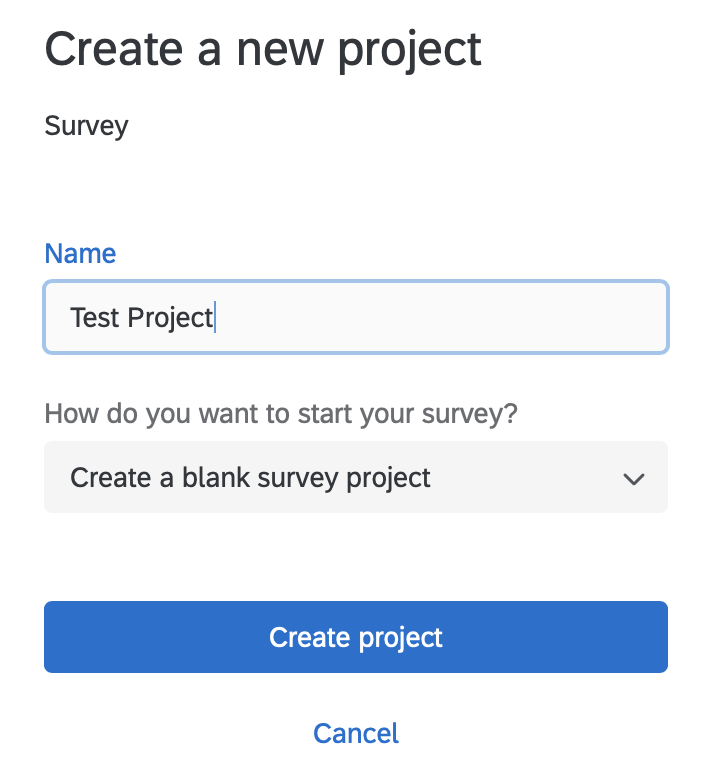 Create a new project
Survey
Name
Test Project
How do you want to start your survey?
Create a blank survey project
Create project
Cancel